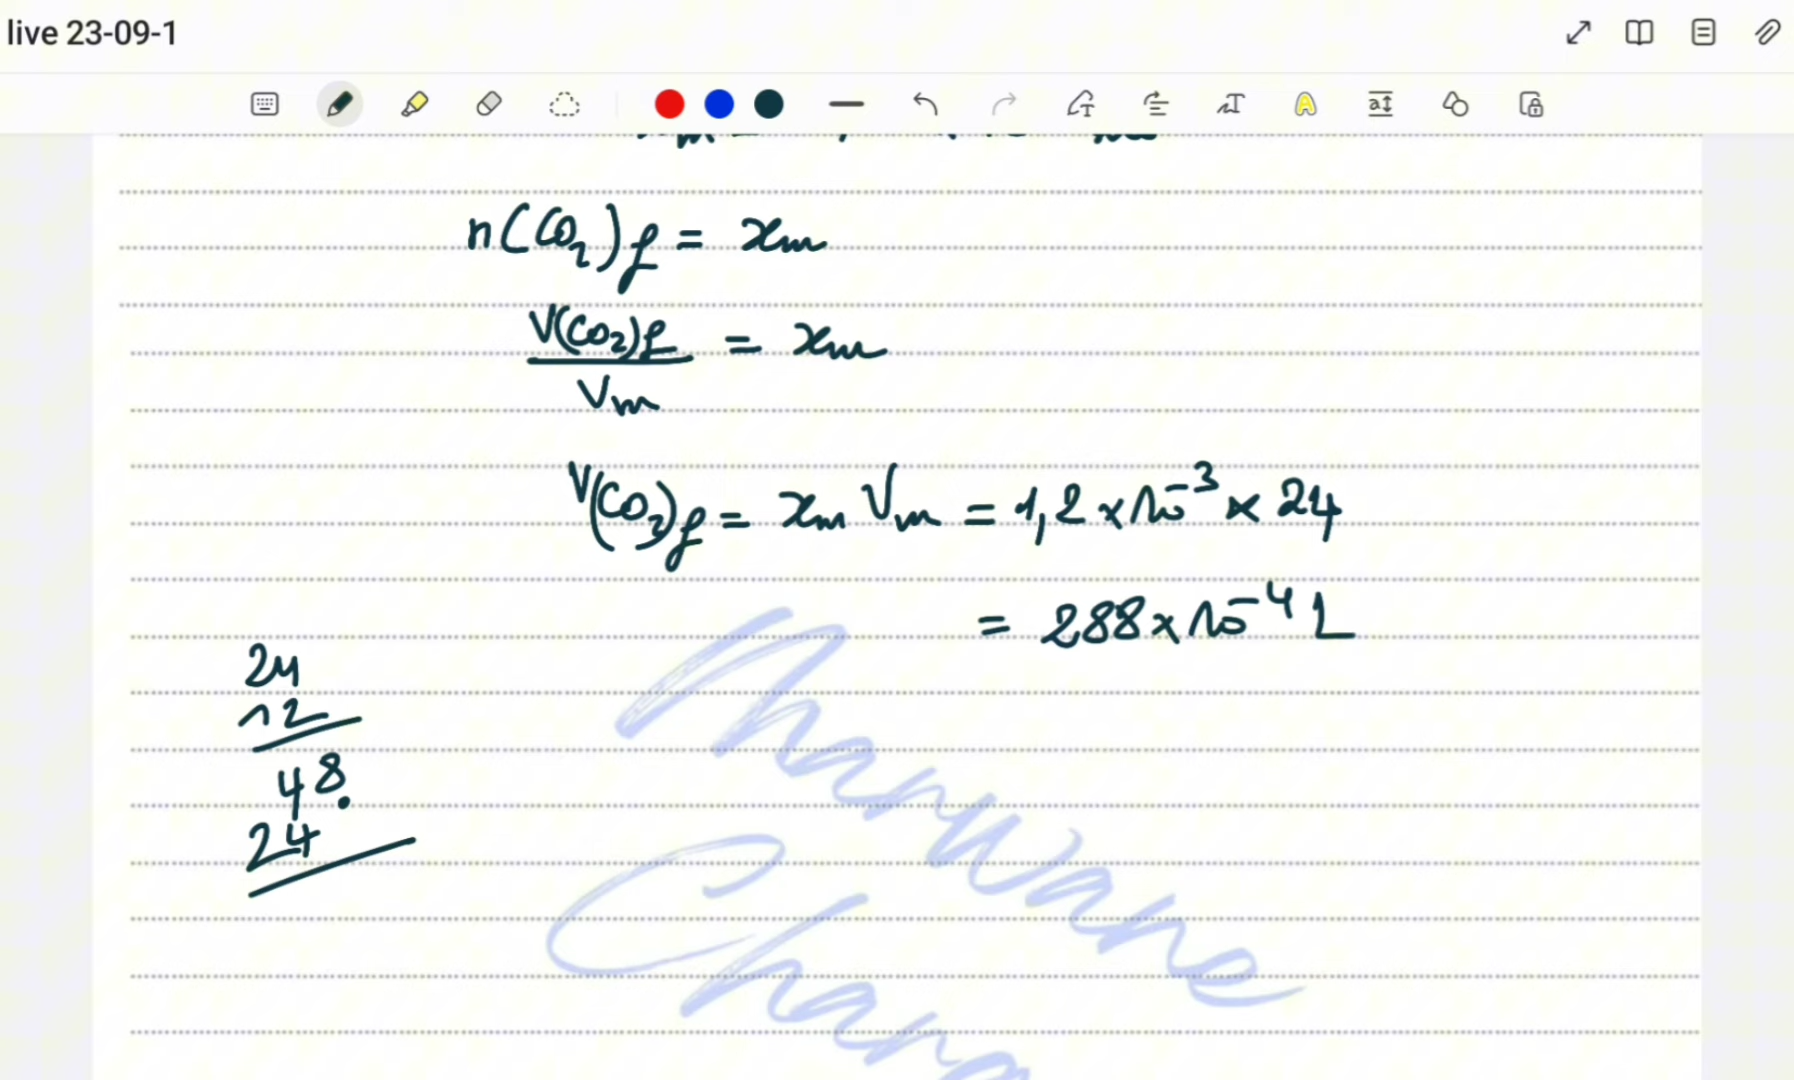 live 23-09-1
n(CO2)f = xm
V(CO2)f / Vm = xm
V(CO2)f = xm Vm = 1,2 × 10^-3 × 24
= 288 × 10^-4 L
24
12
48
24
Marwane